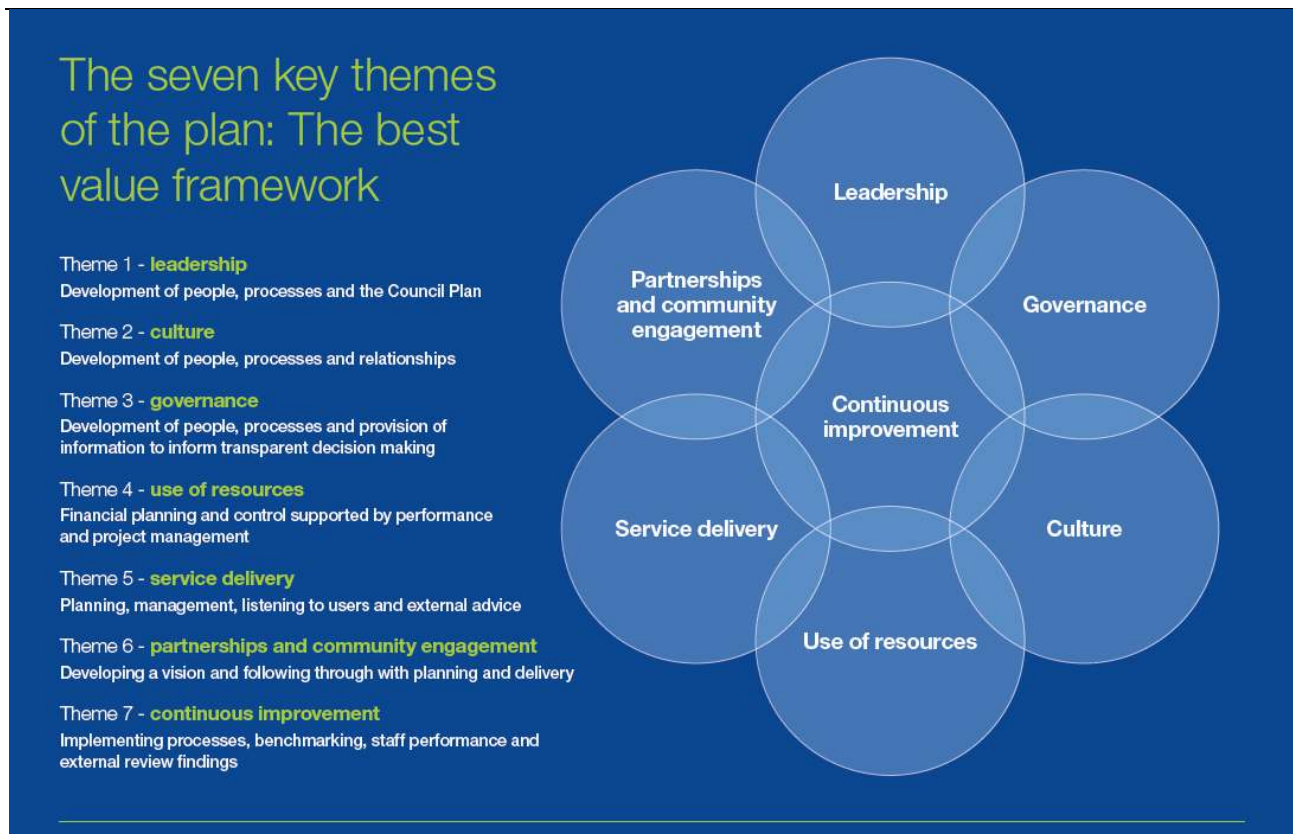 The seven key themes
of the plan: The best
value framework
Theme 1 - leadership
Development of people, processes and the Council Plan
Theme 2 - culture
Development of people, processes and relationships
Theme 3 - governance
Development of people, processes and provision of
information to inform transparent decision making
Theme 4 - use of resources
Financial planning and control supported by performance
and project management
Theme 5 - service delivery
Planning, management, listening to users and external advice
Theme 6 - partnerships and community engagement
Developing a vision and following through with planning and delivery
Theme 7 - continuous improvement
Implementing processes, benchmarking, staff performance and
external review findings
Leadership
Partnerships
and community
engagement
Governance
Continuous
improvement
Service delivery
Culture
Use of resources